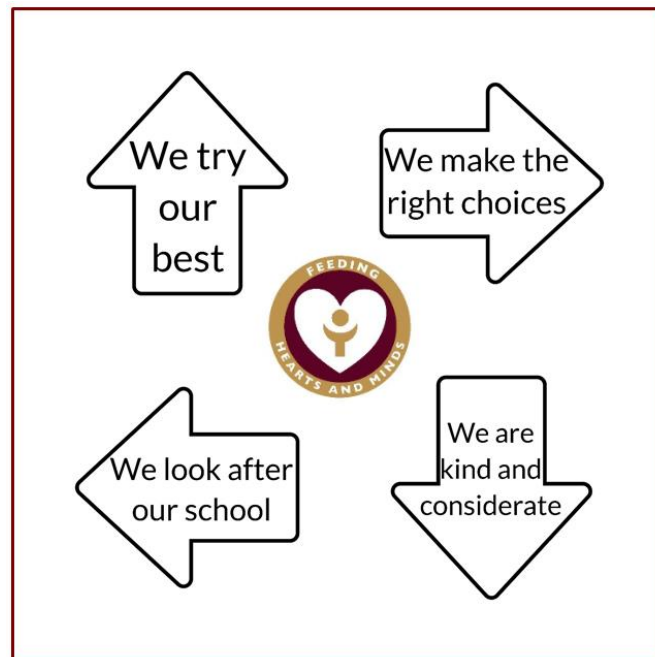 We try
our
best
We make the
right choices
FEEDING
HEARTS AND MINDS
We look after
our school
We are
kind and
considerate